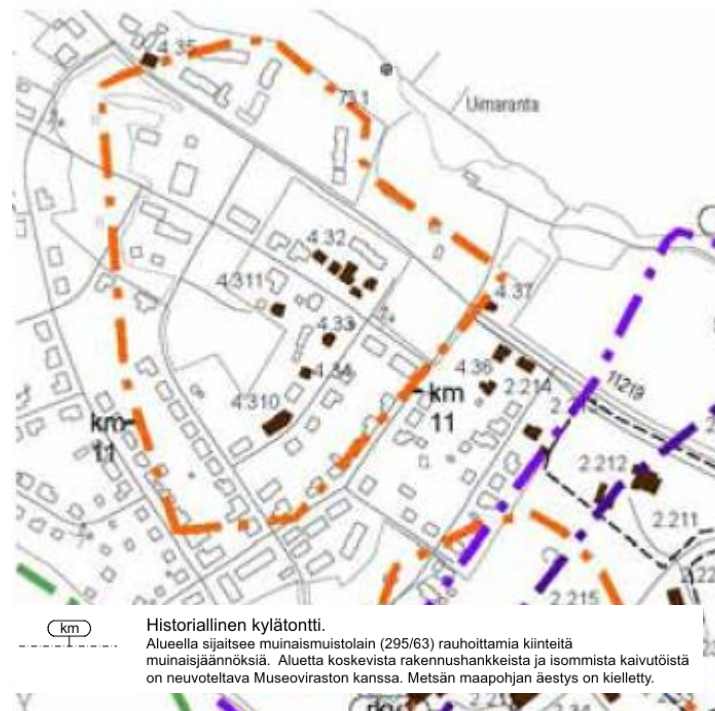 4.35
73.1
Uimaranta
4.32
4.311
4.37
4.33
4.36
11219
4.34
2.214
km
11
4.310
km
11
2.212
2.211
2.215
km
Historiallinen kylätontti.
Alueella sijaitsee muinaismuistolain (295/63) rauhoittamia kiinteitä
muinaisjäännöksiä. Aluetta koskevista rakennushankkeista ja isommista kaivutöistä
on neuvoteltava Museoviraston kanssa. Metsän maapohjan äestys on kielletty.